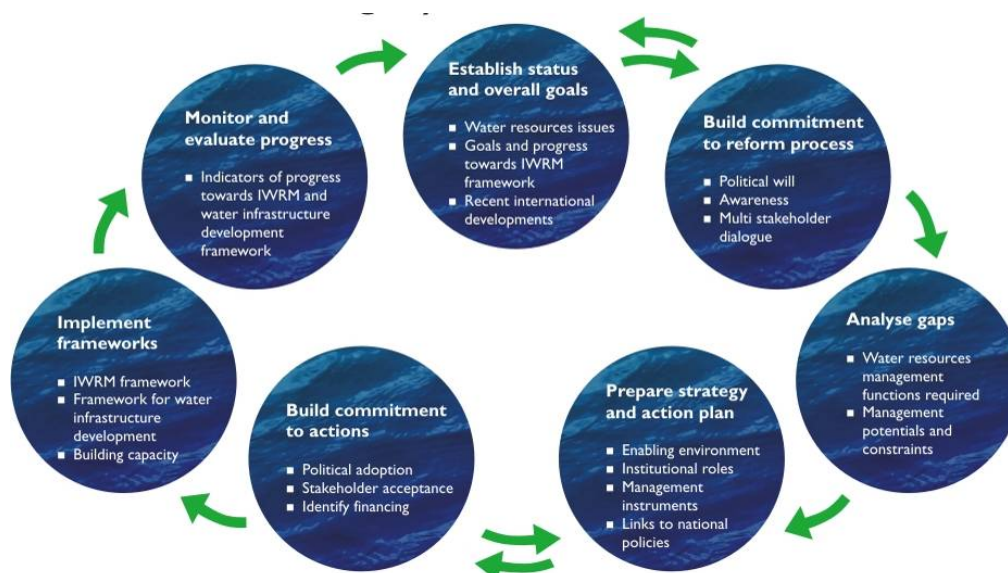 Establish status
and overall goals
■ Water resources issues
■ Goals and progress
towards IWRM
framework
■ Recent international
developments
Build commitment
to reform process
■ Political will
■ Awareness
■ Multi stakeholder
dialogue
Analyse gaps
■ Water resources
management
functions required
■ Management
potentials and
constraints
Prepare strategy
and action plan
■ Enabling environment
■ Institutional roles
■ Management
instruments
■ Links to national
policies
Build commitment
to actions
■ Political adoption
■ Stakeholder acceptance
■ Identify financing
Implement
frameworks
■ IWRM framework
■ Framework for water
infrastructure
development
■ Building capacity
Monitor and
evaluate progress
■ Indicators of progress
towards IWRM and
water infrastructure
development
framework